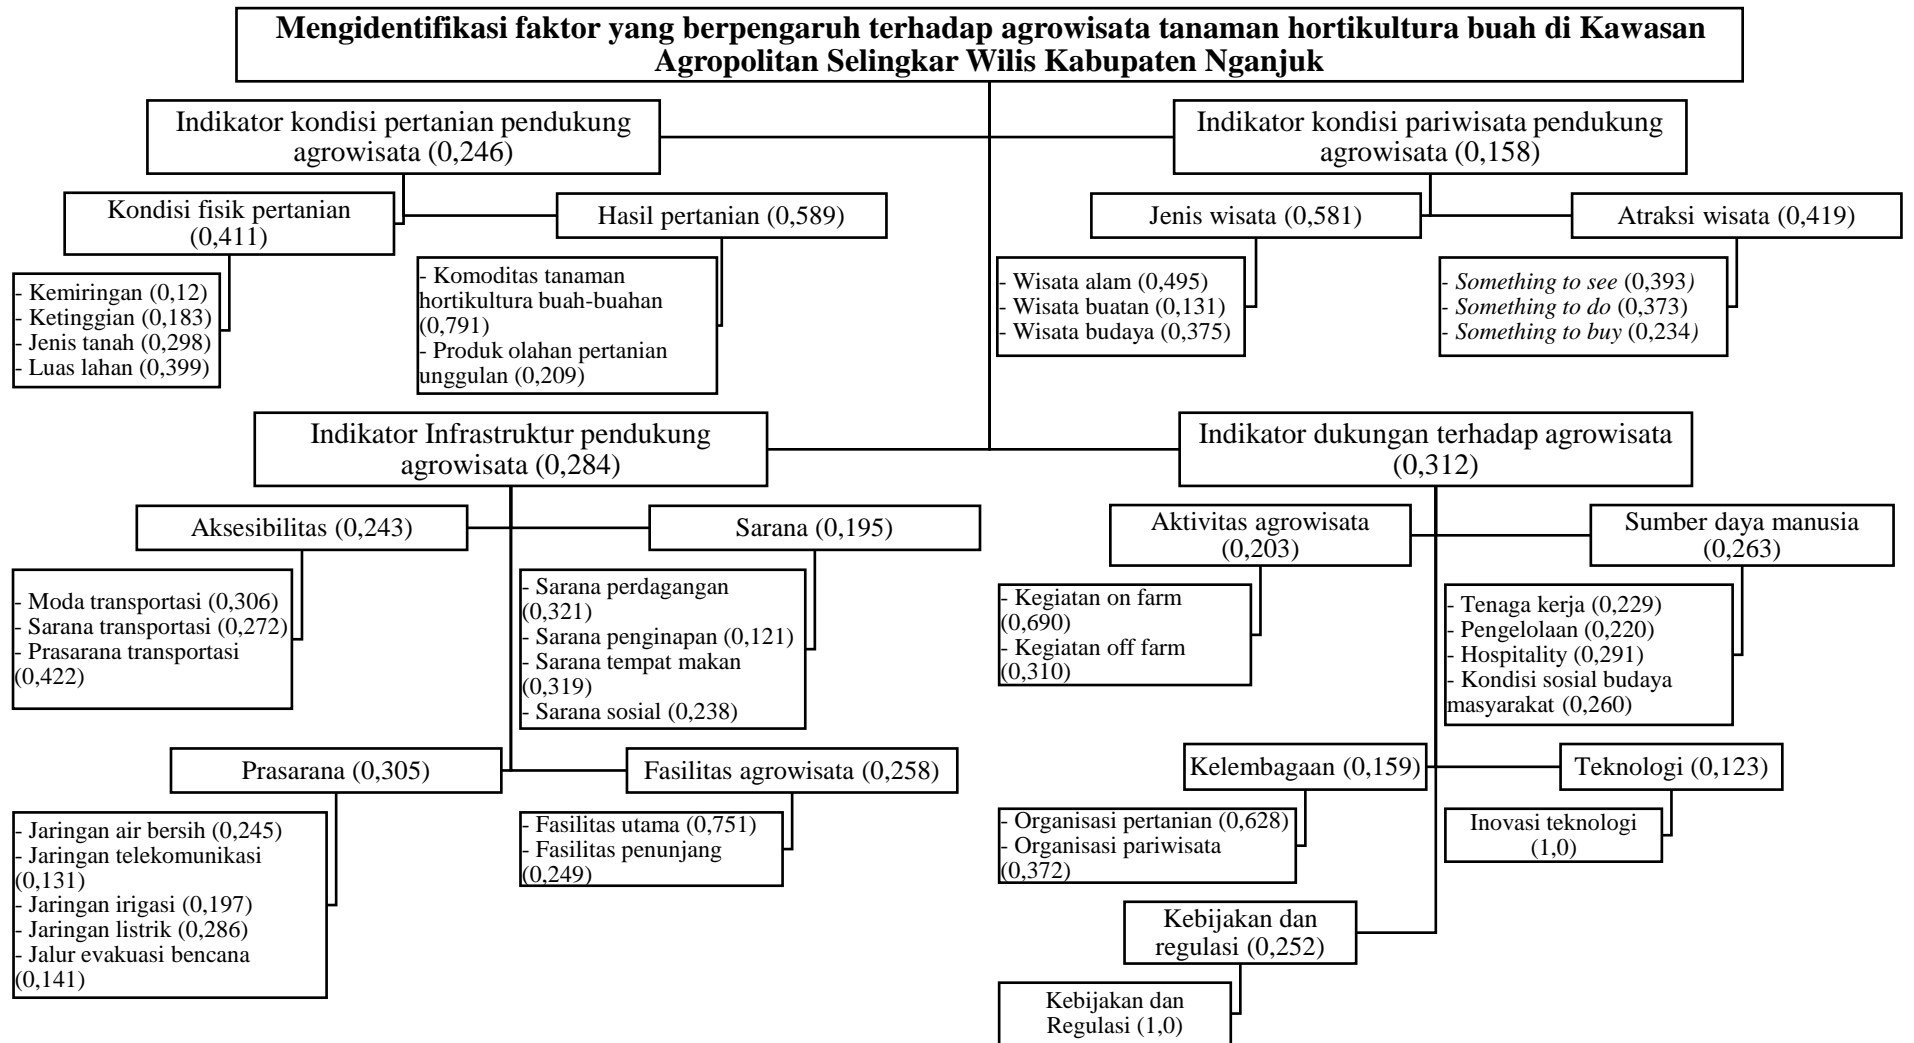 Mengidentifikasi faktor yang berpengaruh terhadap agrowisata tanaman hortikultura buah di Kawasan
Agropolitan Selingkar Wilis Kabupaten Nganjuk
Indikator kondisi pertanian pendukung
agrowisata (0,246)
Indikator kondisi pariwisata pendukung
agrowisata (0,158)
Kondisi fisik pertanian
(0,411)
Hasil pertanian (0,589)
Jenis wisata (0,581)
Atraksi wisata (0,419)
- Kemiringan (0,12)
- Ketinggian (0,183)
- Jenis tanah (0,298)
- Luas lahan (0,399)
- Komoditas tanaman
hortikultura buah-buahan
(0,791)
- Produk olahan pertanian
unggulan (0,209)
- Wisata alam (0,495)
- Wisata buatan (0,131)
- Wisata budaya (0,375)
- Something to see (0,393)
- Something to do (0,373)
- Something to buy (0,234)
Indikator Infrastruktur pendukung
agrowisata (0,284)
Indikator dukungan terhadap agrowisata
(0,312)
Aksesibilitas (0,243)
Sarana (0,195)
Aktivitas agrowisata
(0,203)
Sumber daya manusia
(0,263)
- Moda transportasi (0,306)
- Sarana transportasi (0,272)
- Prasarana transportasi
(0,422)
- Sarana perdagangan
(0,321)
- Sarana penginapan (0,121)
- Sarana tempat makan
(0,319)
- Sarana sosial (0,238)
- Kegiatan on farm
(0,690)
- Kegiatan off farm
(0,310)
- Tenaga kerja (0,229)
- Pengelolaan (0,220)
- Hospitality (0,291)
- Kondisi sosial budaya
masyarakat (0,260)
Prasarana (0,305)
Fasilitas agrowisata (0,258)
Kelembagaan (0,159)
Teknologi (0,123)
- Jaringan air bersih (0,245)
- Jaringan telekomunikasi
(0,131)
- Jaringan irigasi (0,197)
- Jaringan listrik (0,286)
- Jalur evakuasi bencana
(0,141)
- Fasilitas utama (0,751)
- Fasilitas penunjang
(0,249)
- Organisasi pertanian (0,628)
- Organisasi pariwisata
(0,372)
Inovasi teknologi
(1,0)
Kebijakan dan
regulasi (0,252)
Kebijakan dan
Regulasi (1,0)